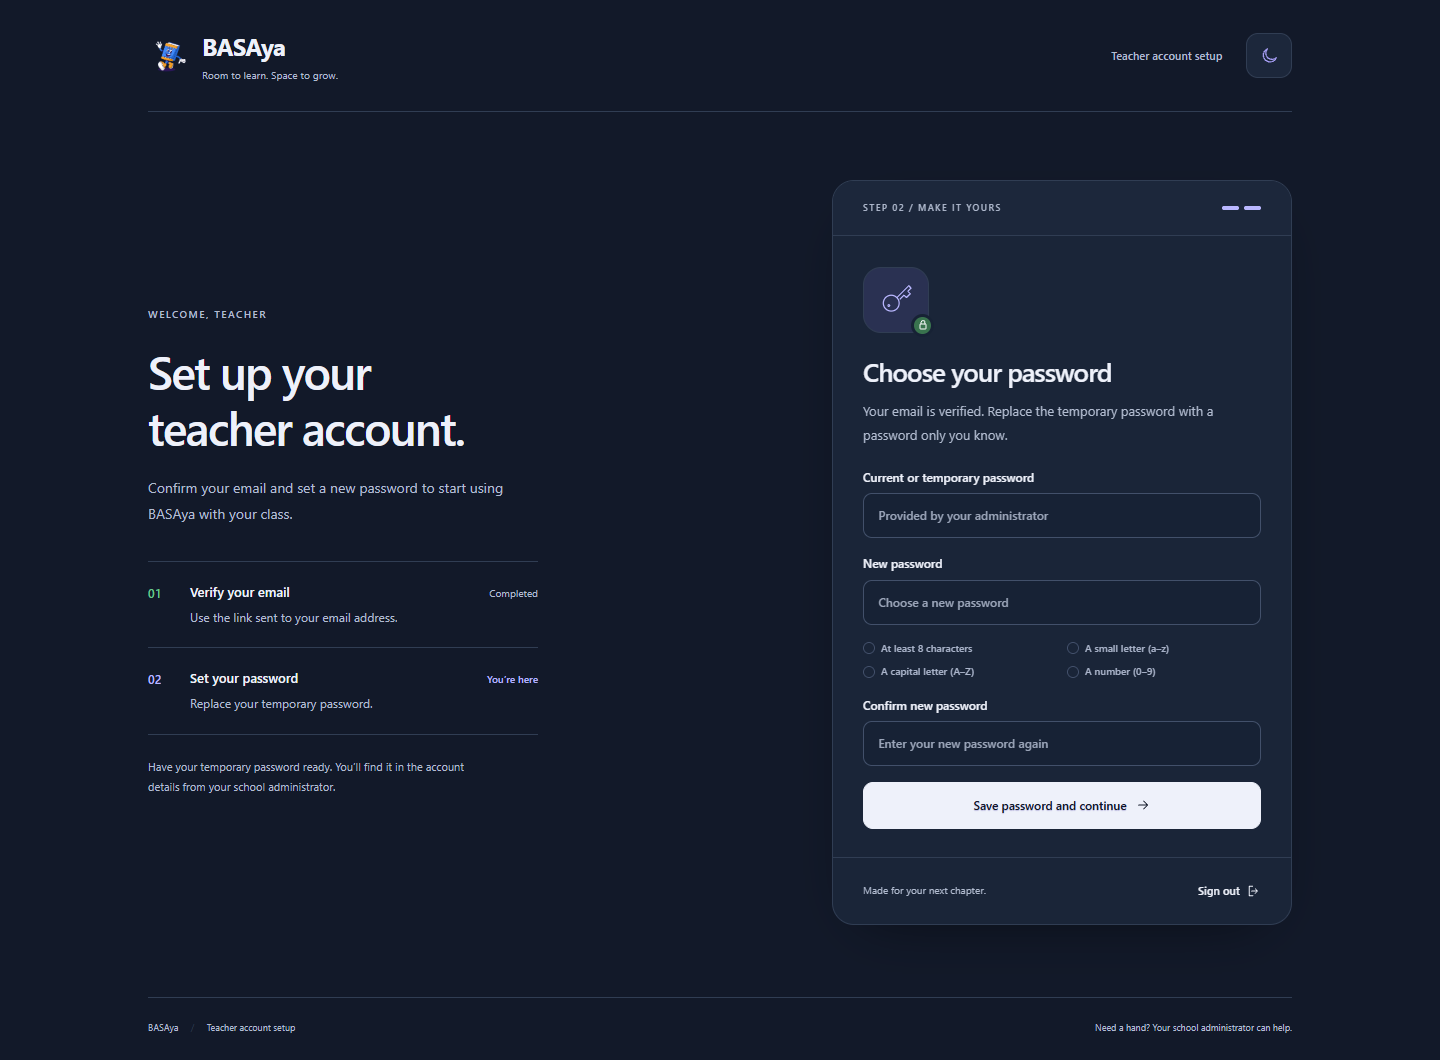 BASAya
Room to learn. Space to grow.
Teacher account setup
WELCOME, TEACHER
Set up your
teacher account.
Confirm your email and set a new password to start using
BASAya with your class.
01 Verify your email Completed
Use the link sent to your email address.
02 Set your password You're here
Replace your temporary password.
Have your temporary password ready. You'll find it in the account
details from your school administrator.
STEP 02 / MAKE IT YOURS
Choose your password
Your email is verified. Replace the temporary password with a
password only you know.
Current or temporary password
Provided by your administrator
New password
Choose a new password
At least 8 characters A small letter (a–z)
A capital letter (A–Z) A number (0–9)
Confirm new password
Enter your new password again
Save password and continue →
Made for your next chapter. Sign out
BASAya / Teacher account setup
Need a hand? Your school administrator can help.